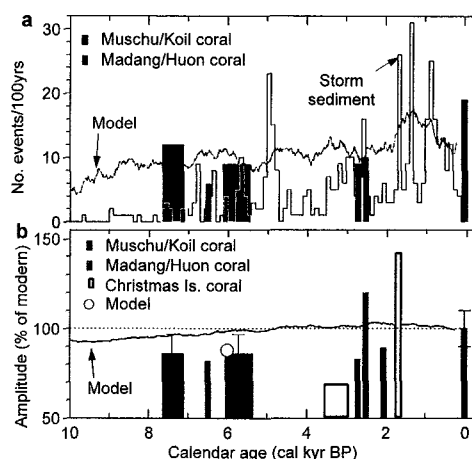 a
30
20
10
0
No. events/100yrs
Muschu/Koil coral
Madang/Huon coral
Storm
sediment
Model
b
150
100
50
Amplitude (% of modern)
Muschu/Koil coral
Madang/Huon coral
Christmas Is. coral
Model
Model
10 8 6 4 2 0
Calendar age (cal kyr BP)